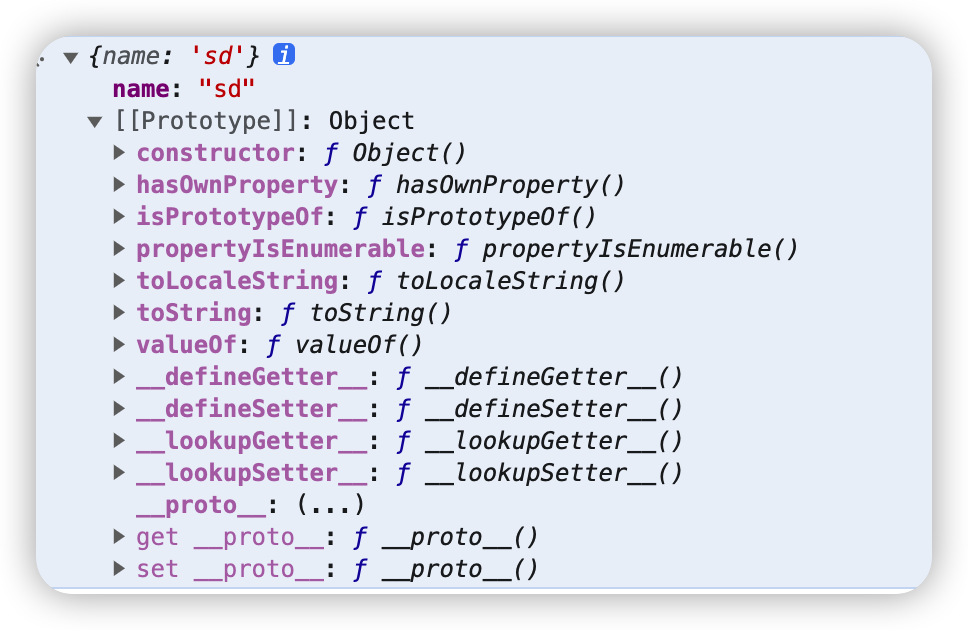 {name: 'sd'} i
name: "sd"
[[Prototype]]: Object
constructor: ƒ Object()
hasOwnProperty: ƒ hasOwnProperty()
isPrototypeOf: ƒ isPrototypeOf()
propertyIsEnumerable: ƒ propertyIsEnumerable()
toLocaleString: ƒ toLocaleString()
toString: ƒ toString()
valueOf: ƒ valueOf()
__defineGetter__: ƒ __defineGetter__()
__defineSetter__: ƒ __defineSetter__()
__lookupGetter__: ƒ __lookupGetter__()
__lookupSetter__: ƒ __lookupSetter__()
__proto__: (...)
get __proto__: ƒ __proto__()
set __proto__: ƒ __proto__()